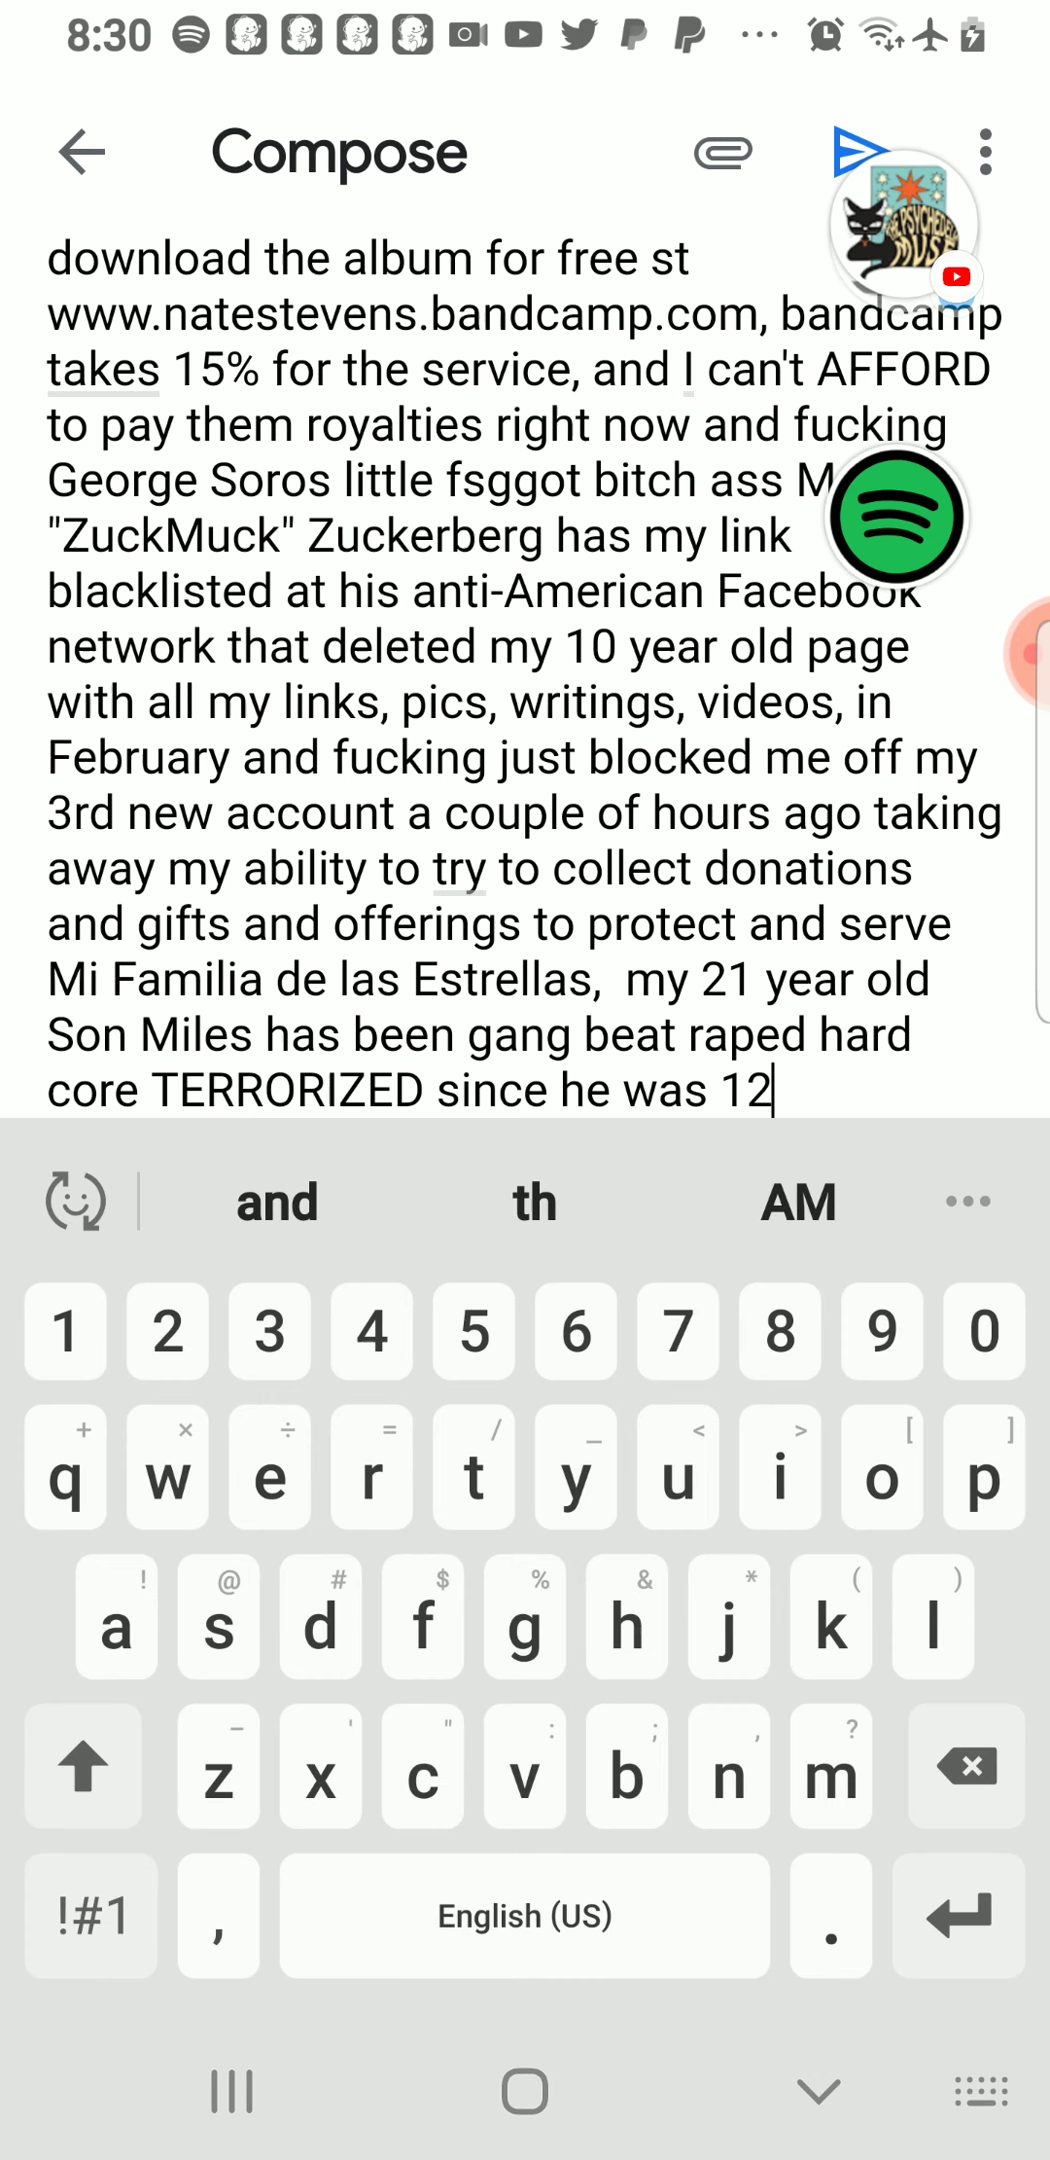 8:30
Compose
download the album for free st
www.natestevens.bandcamp.com, bandcamp
takes 15% for the service, and I can't AFFORD
to pay them royalties right now and fucking
George Soros little fsggot bitch ass M
"ZuckMuck" Zuckerberg has my link
blacklisted at his anti-American Facebook
network that deleted my 10 year old page
with all my links, pics, writings, videos, in
February and fucking just blocked me off my
3rd new account a couple of hours ago taking
away my ability to try to collect donations
and gifts and offerings to protect and serve
Mi Familia de las Estrellas,  my 21 year old
Son Miles has been gang beat raped hard
core TERRORIZED since he was 12
and th AM
1 2 3 4 5 6 7 8 9 0
+ × ÷ = / _ < > [ ]
q w e r t y u i o p
! @ # $ % & * ( )
a s d f g h j k l
- ' " : ; , ?
z x c v b n m
!#1 , English (US) .